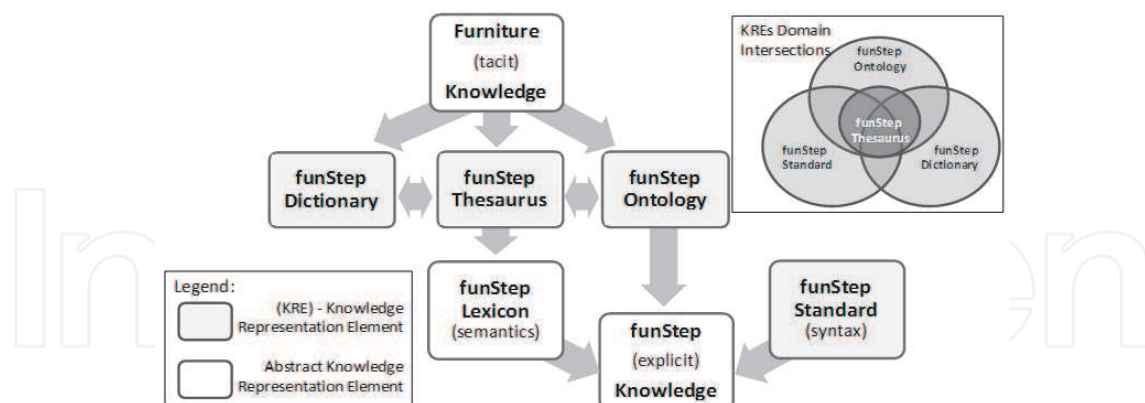 Furniture
(tacit)
Knowledge
KREs Domain
Intersections
funStep
Ontology
funStep
Thesaurus
funStep
Standard
funStep
Dictionary
funStep
Dictionary
funStep
Thesaurus
funStep
Ontology
Legend:
(KRE) - Knowledge
Representation Element
Abstract Knowledge
Representation Element
funStep
Lexicon
(semantics)
funStep
(explicit)
Knowledge
funStep
Standard
(syntax)